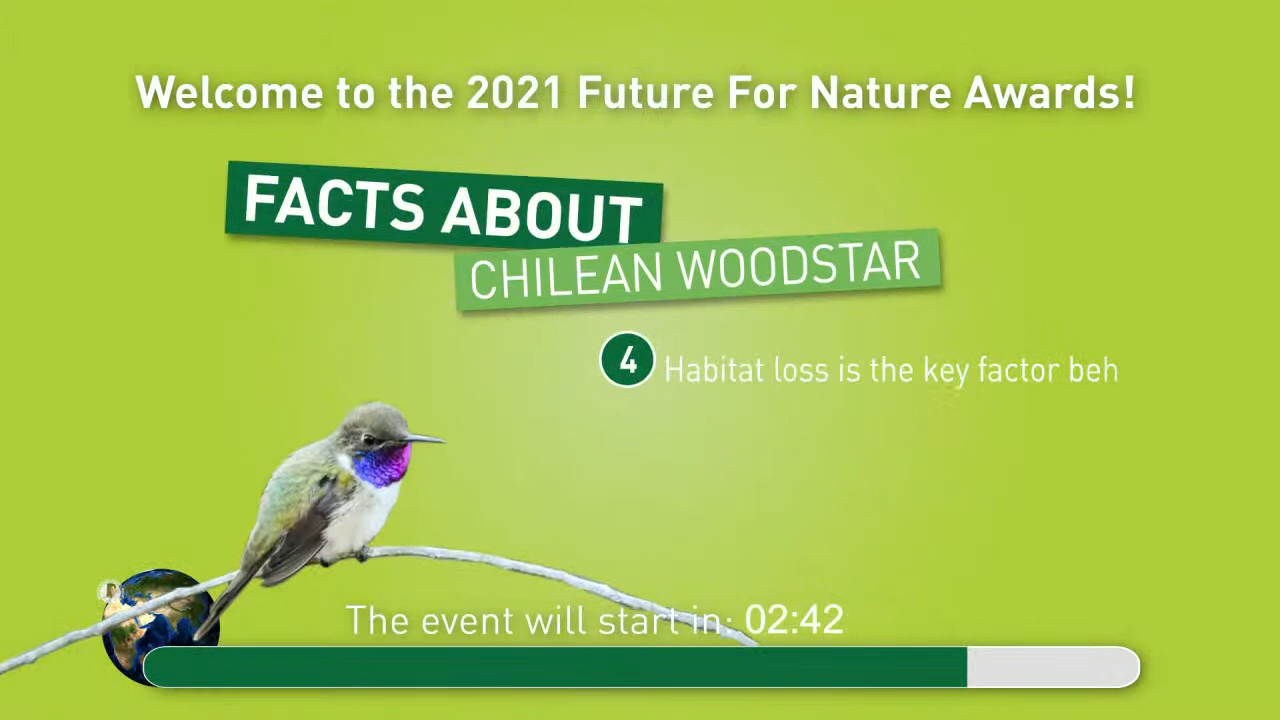 Welcome to the 2021 Future For Nature Awards!
FACTS ABOUT
CHILEAN WOODSTAR
4 Habitat loss is the key factor beh
The event will start in: 02:42